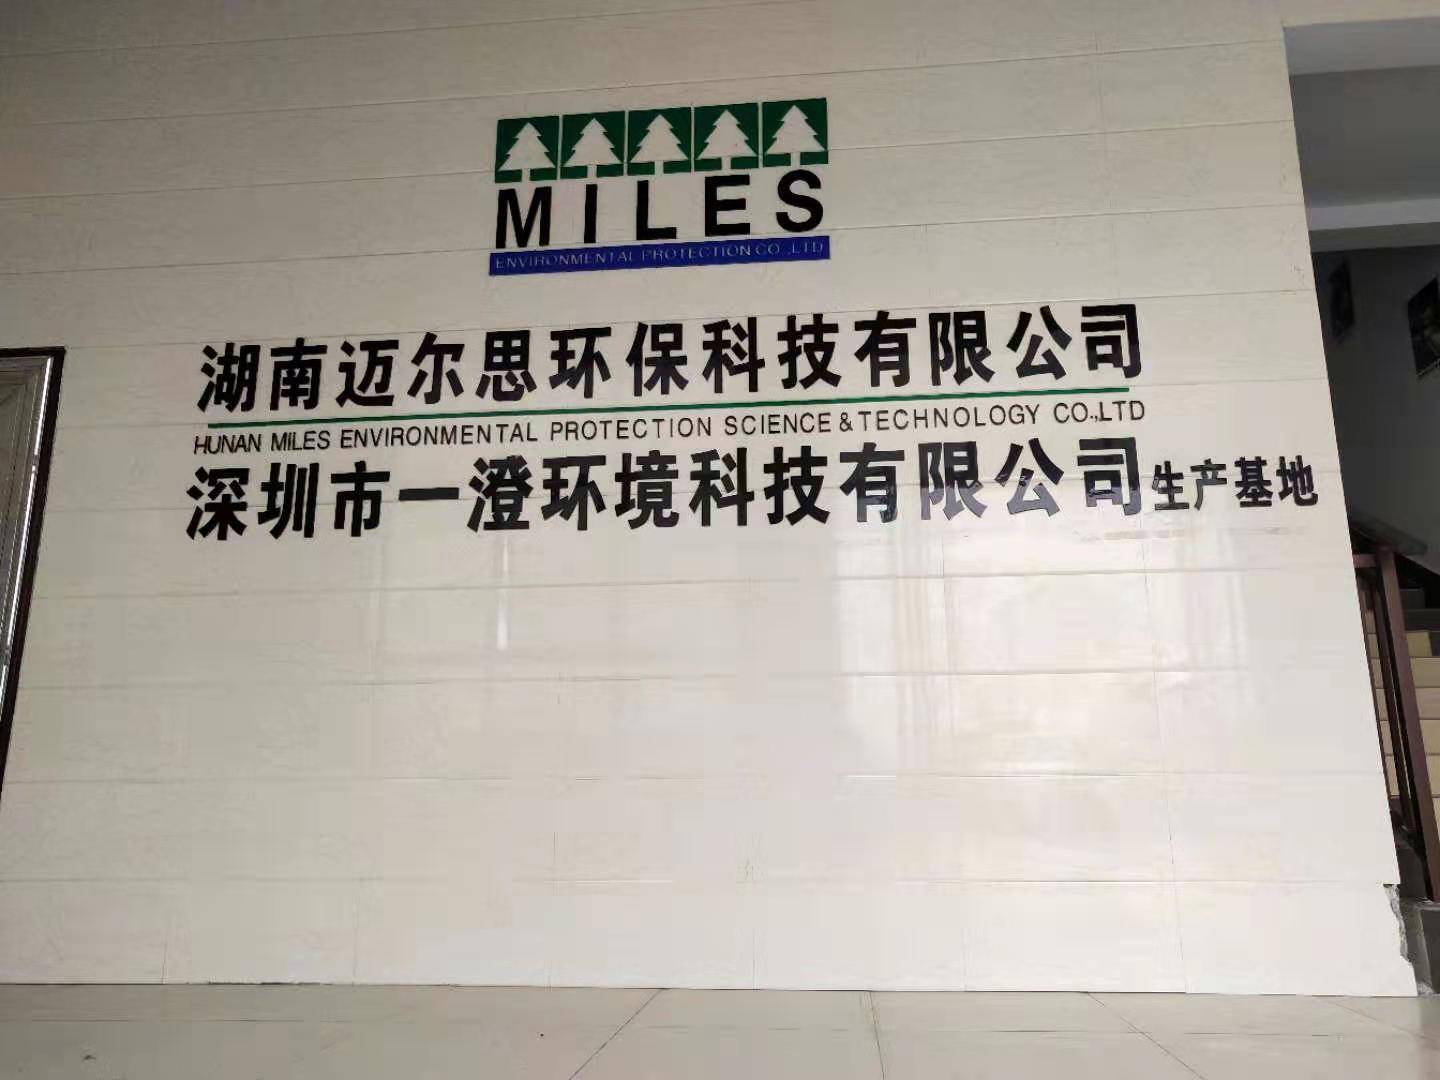 MILES
ENVIRONMENTAL PROTECTION CO.,LTD
湖南迈尔思环保科技有限公司
HUNAN MILES ENVIRONMENTAL PROTECTION SCIENCE & TECHNOLOGY CO.,LTD
深圳市一澄环境科技有限公司生产基地